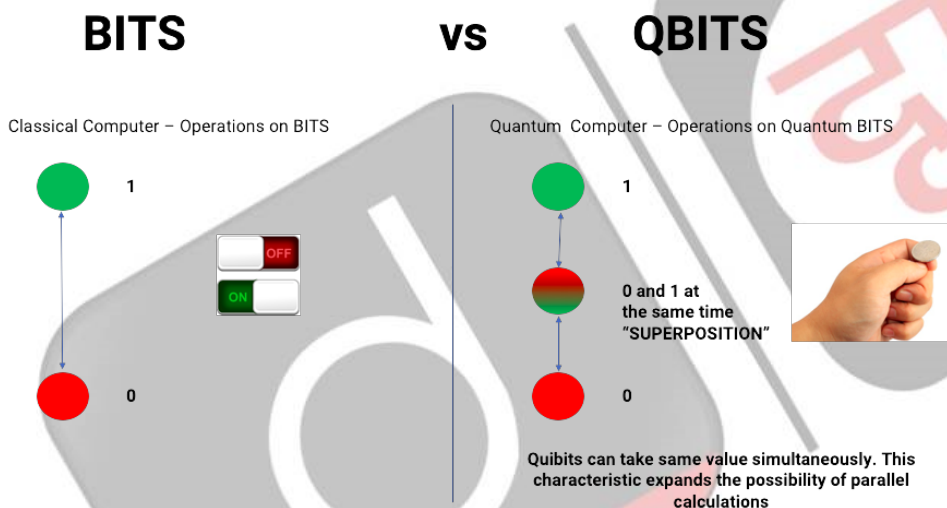 BITS vs QBITS
Classical Computer – Operations on BITS
1
OFF
ON
0
Quantum Computer – Operations on Quantum BITS
1
0 and 1 at
the same time
“SUPERPOSITION”
0
Quibits can take same value simultaneously. This
characteristic expands the possibility of parallel
calculations